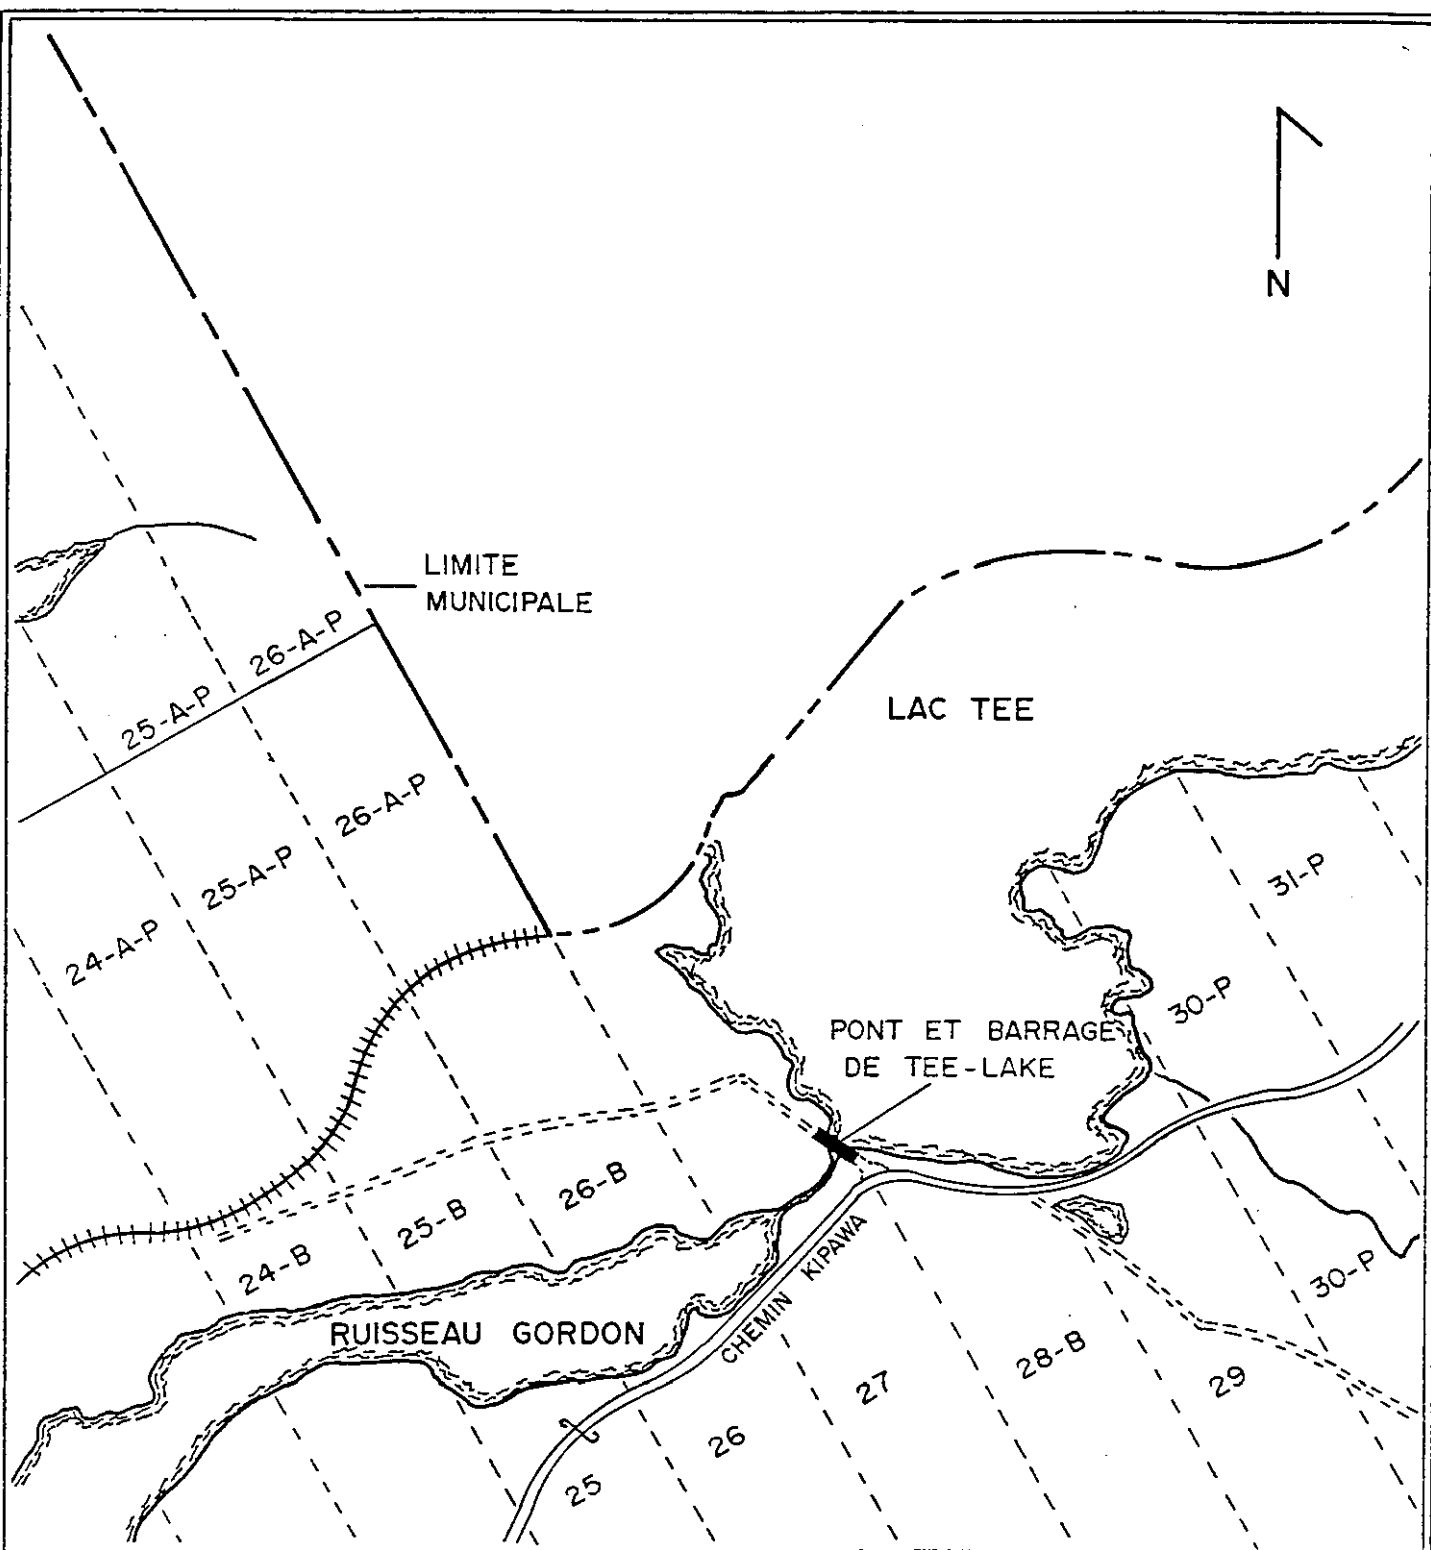 N
LIMITE
MUNICIPALE
26-A-P
25-A-P
LAC TEE
26-A-P
25-A-P
24-A-P
31-P
30-P
PONT ET BARRAGE
DE TEE-LAKE
26-B
25-B
24-B
30-P
CHEMIN KIPAWA
RUISSEAU GORDON
28-B
29
27
26
25